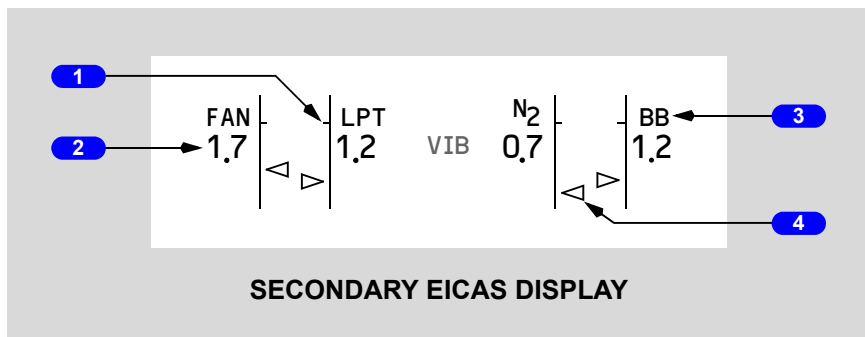 1
FAN LPT N2 BB 3
2 1.7 1.2 VIB 0.7 1.2
4
SECONDARY EICAS DISPLAY